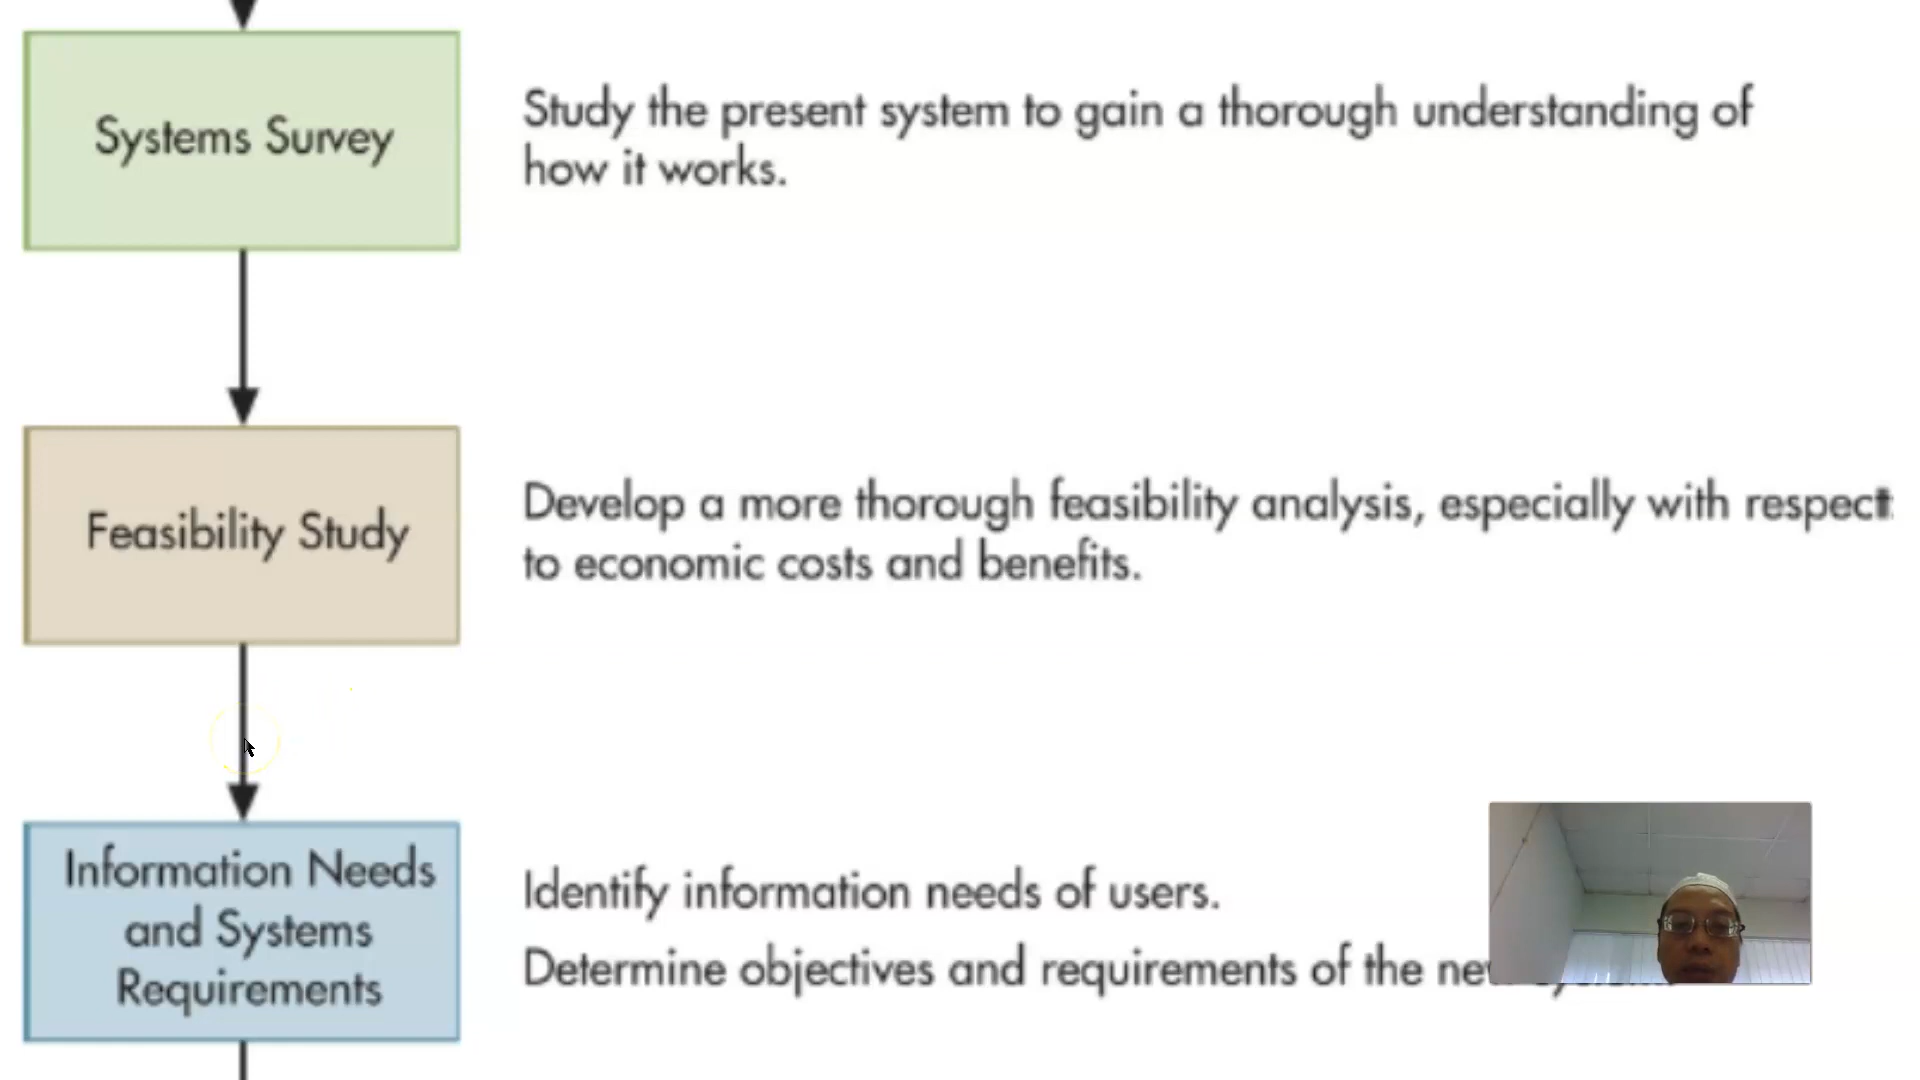 Systems Survey
Study the present system to gain a thorough understanding of
how it works.
Feasibility Study
Develop a more thorough feasibility analysis, especially with respect
to economic costs and benefits.
Information Needs
and Systems
Requirements
Identify information needs of users.
Determine objectives and requirements of the